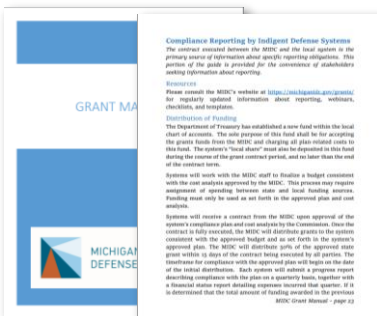 GRANT MA
MICHIGAN
DEFENSE
Compliance Reporting by Indigent Defense Systems
The contract executed between the MIDC and the local system is the
primary source of information about specific reporting obligations. This
portion of the guide is provided for the convenience of stakeholders
seeking information about reporting.
Resources
Please consult the MIDC's website at https://michiganidc.gov/grants/
for regularly updated information about reporting, webinars,
checklists, and templates.
Distribution of Funding
The Department of Treasury has established a new fund within the local
chart of accounts. The sole purpose of this fund shall be for accepting
the grants funds from the MIDC and charging all plan-related costs to
this fund. The system's "local share" must also be deposited in this fund
during the course of the grant contract period, and no later than the end
of the contract term.
Systems will work with the MIDC staff to finalize a budget consistent
with the cost analysis approved by the MIDC. This process may require
assignment of spending between state and local funding sources.
Funding must only be used as set forth in the approved plan and cost
analysis.
Systems will receive a contract from the MIDC upon approval of the
system's compliance plan and cost analysis by the Commission. Once the
contract is fully executed, the MIDC will distribute grants to the system
consistent with the approved budget and as set forth in the system's
approved plan. The MIDC will distribute 50% of the approved state
grant within 15 days of the contract being executed by all parties. The
timeframe for compliance with the approved plan will begin on the date
of the initial distribution. Each system will submit a progress report
describing compliance with the plan on a quarterly basis, together with
a financial status report detailing expenses incurred that quarter. If it
is determined that the total amount of funding awarded in the previous
MIDC Grant Manual – page 23